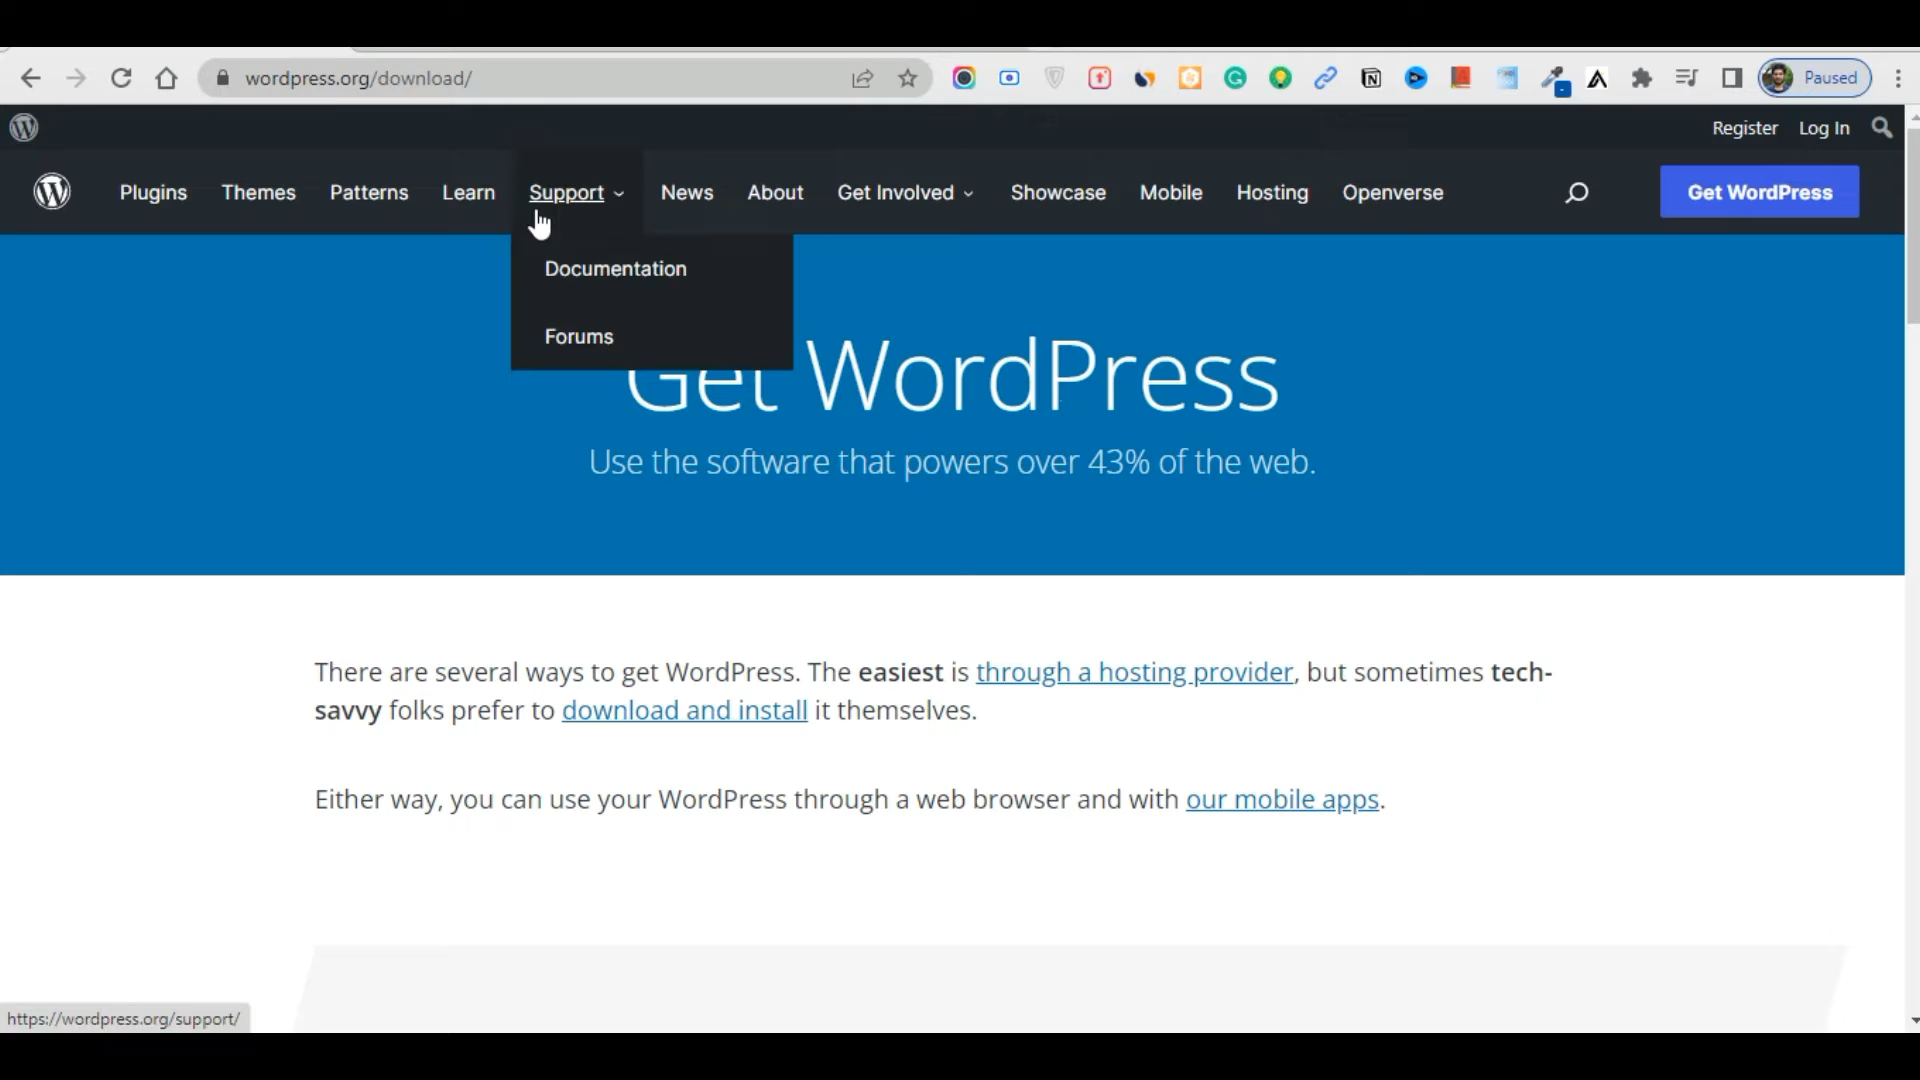 wordpress.org/download/
Paused
Register Log In
Plugins Themes Patterns Learn Support News About Get Involved Showcase Mobile Hosting Openverse Get WordPress
Documentation
Forums
Get WordPress
Use the software that powers over 43% of the web.
There are several ways to get WordPress. The easiest is through a hosting provider, but sometimes tech-
savvy folks prefer to download and install it themselves.
Either way, you can use your WordPress through a web browser and with our mobile apps.
https://wordpress.org/support/